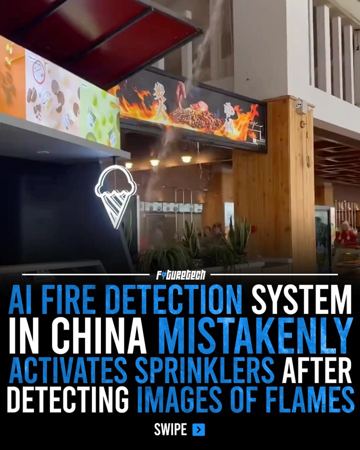 Futuretech
AI FIRE DETECTION SYSTEM
IN CHINA MISTAKENLY
ACTIVATES SPRINKLERS AFTER
DETECTING IMAGES OF FLAMES
SWIPE